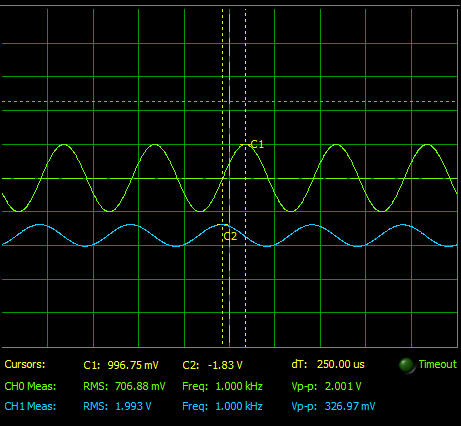 C1
C2
Cursors: C1: 996.75 mV C2: -1.83 V dT: 250.00 us Timeout
CH0 Meas: RMS: 706.88 mV Freq: 1.000 kHz Vp-p: 2.001 V
CH1 Meas: RMS: 1.993 V Freq: 1.000 kHz Vp-p: 326.97 mV